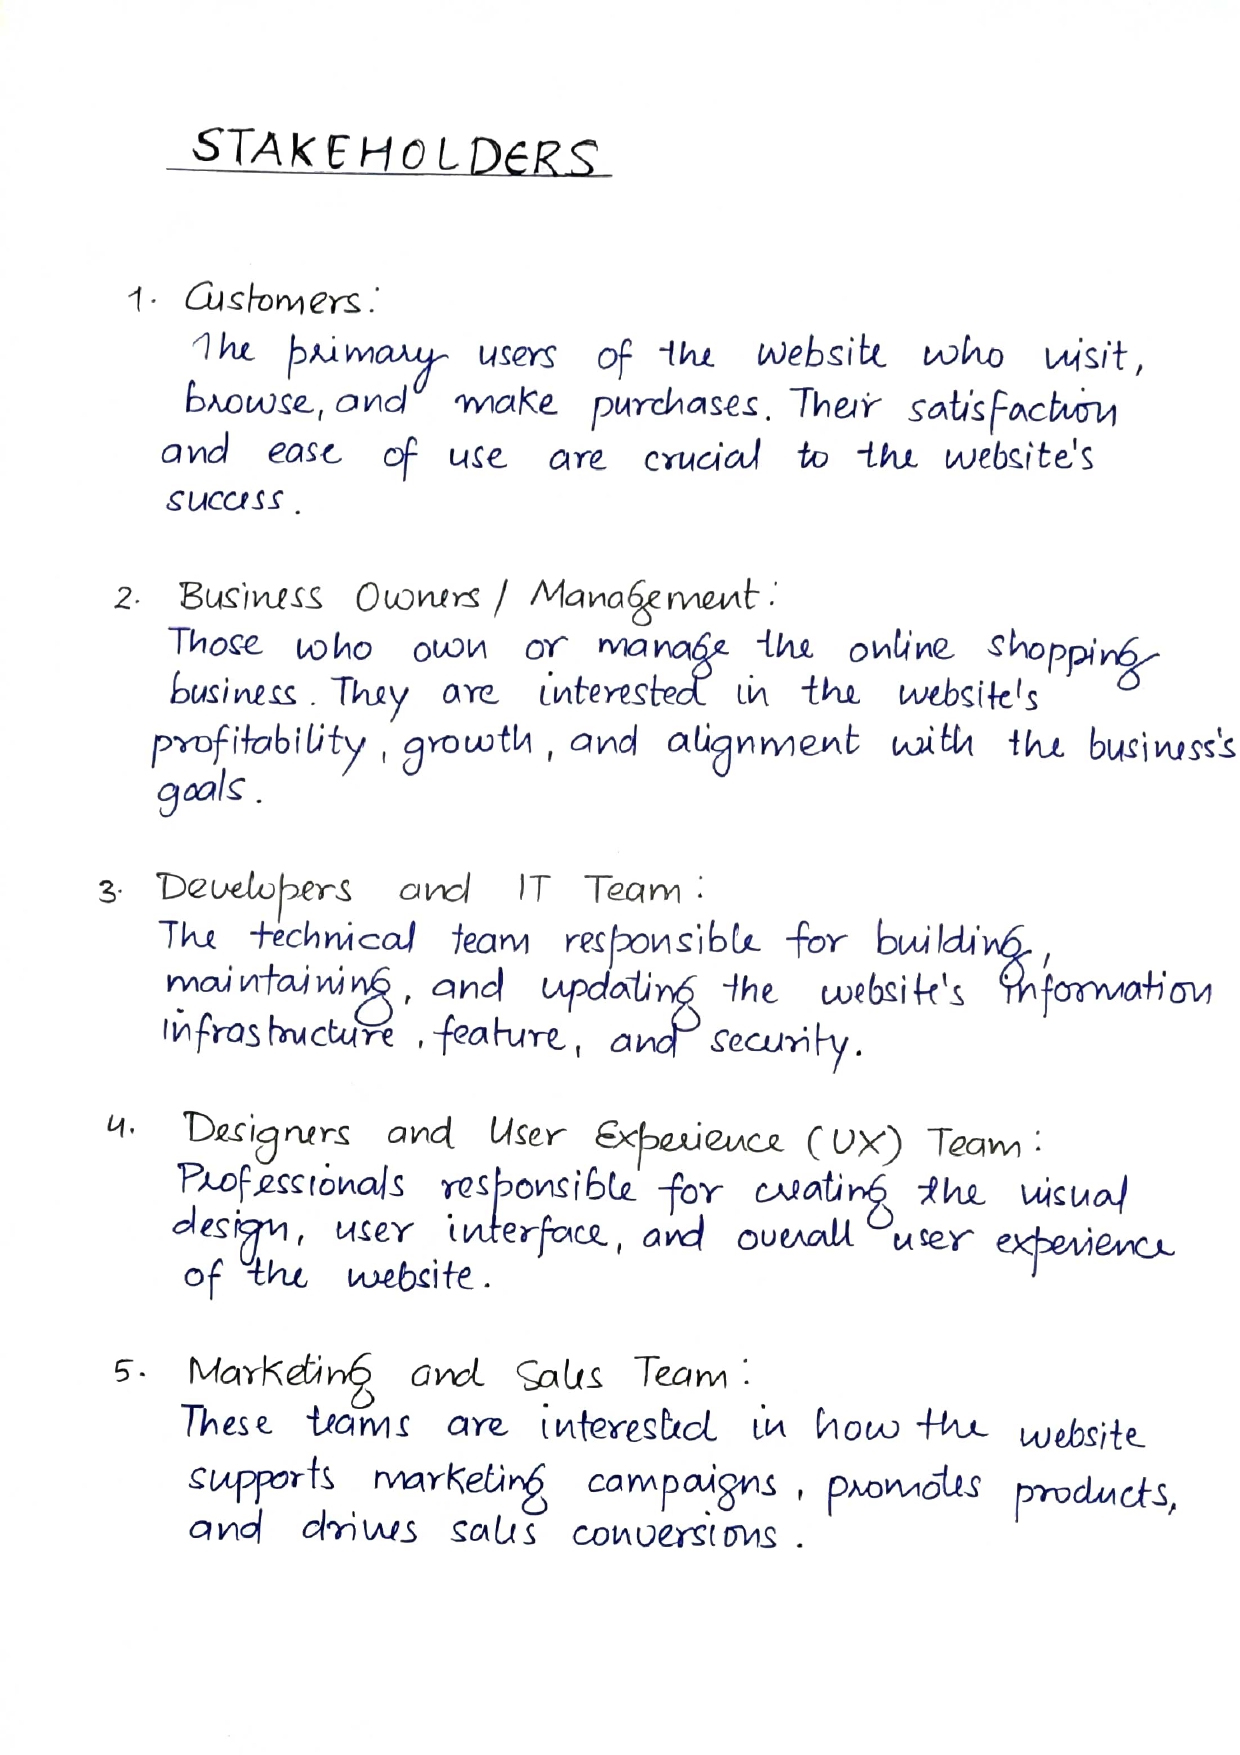 STAKEHOLDERS
1. Customers:
The primary users of the website who visit,
browse, and make purchases. Their satisfaction
and ease of use are crucial to the website's
success.
2. Business Owners / Management:
Those who own or manage the online shopping
business. They are interested in the website's
profitability, growth, and alignment with the business's
goals.
3. Developers and IT Team:
The technical team responsible for building,
maintaining, and updating the website's information
infrastructure, feature, and security.
4. Designers and User Experience (UX) Team:
Professionals responsible for creating the visual
design, user interface, and overall user experience
of the website.
5. Marketing and Sales Team:
These teams are interested in how the website
supports marketing campaigns, promotes products,
and drives sales conversions.